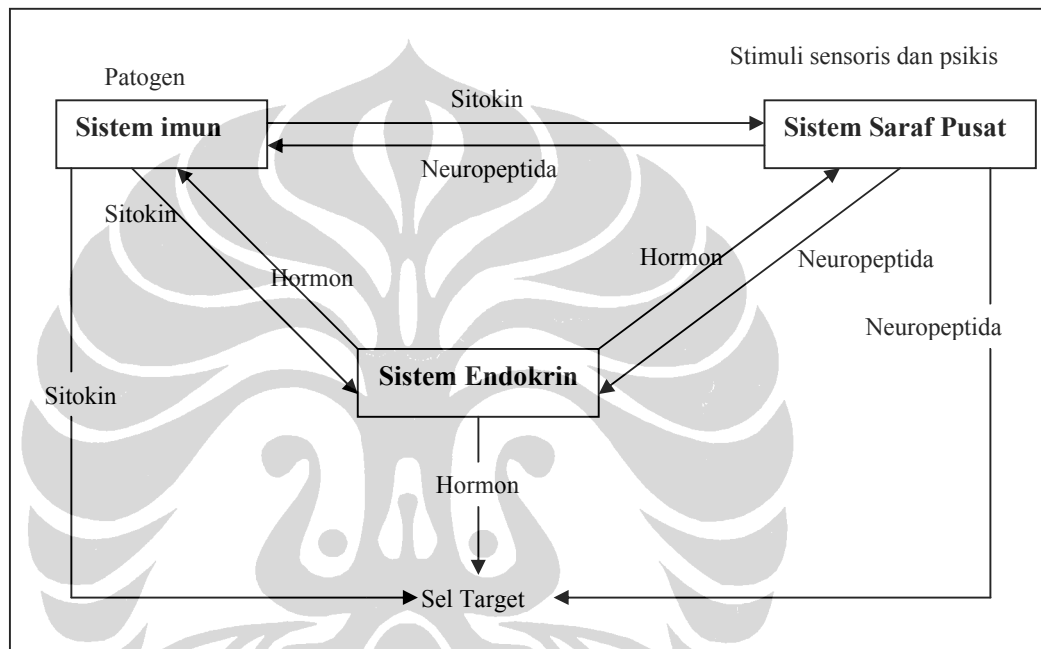 Stimuli sensoris dan psikis
Patogen
Sitokin
Sistem imun
Sistem Saraf Pusat
Neuropeptida
Sitokin
Hormon
Hormon
Neuropeptida
Neuropeptida
Sistem Endokrin
Sitokin
Hormon
Sel Target